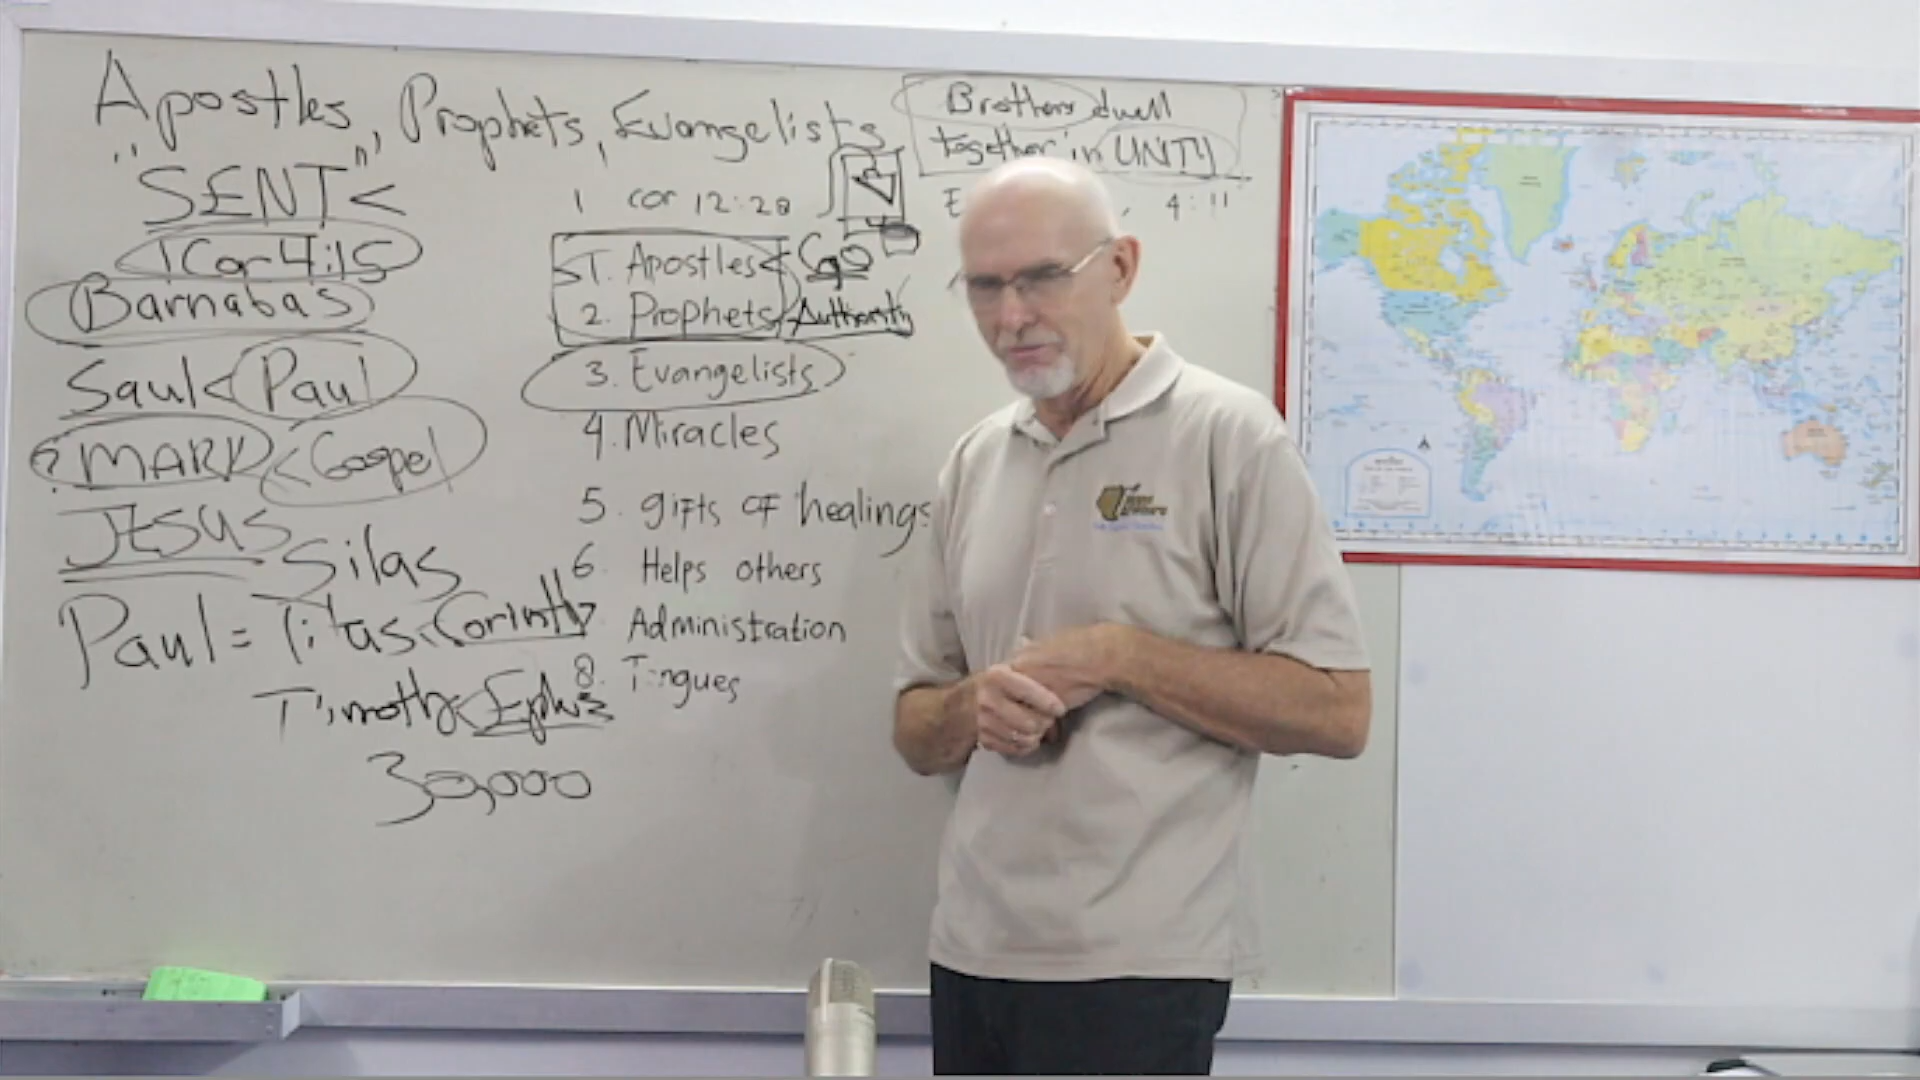 Apostles, Prophets, Evangelists
"SENT" <
1 Cor 4:15
Barnabas
Saul < Paul
? MARK < Gospel
JESUS
Silas
Paul = Titas Corinth
Timothy <
30,000
1 cor 12:28
1. Apostles < Go
2. Prophets Authority
3. Evangelists
4. Miracles
5. gifts of healings
6 Helps others
Administration
8. Tongues
Brothers dwell
together in UNITY
E 4:11